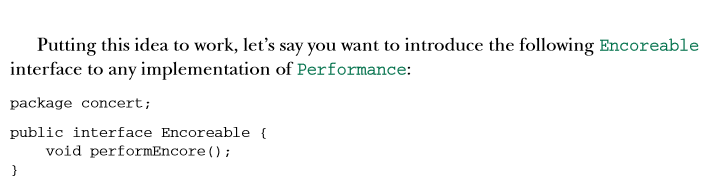 Putting this idea to work, let's say you want to introduce the following Encoreable
interface to any implementation of Performance:
package concert;
public interface Encoreable {
    void performEncore();
}